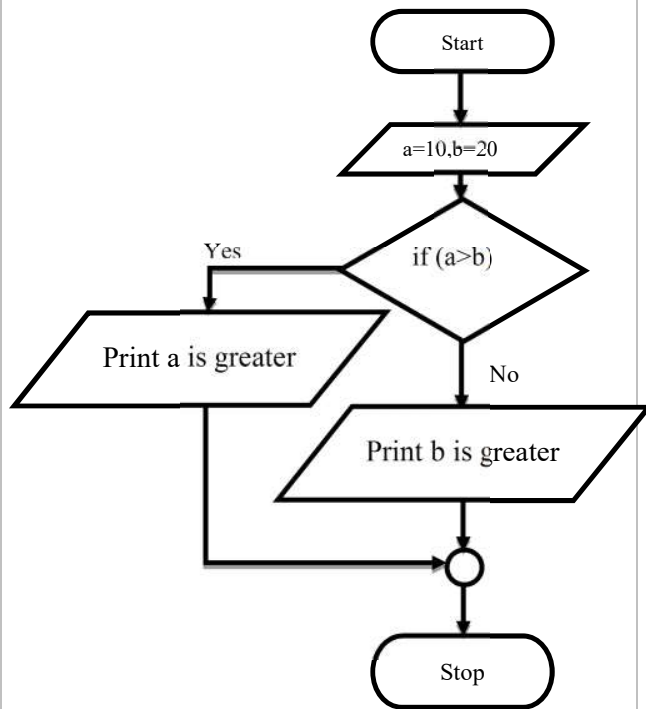 Start
a=10,b=20
if (a>b)
Yes
Print a is greater
No
Print b is greater
Stop